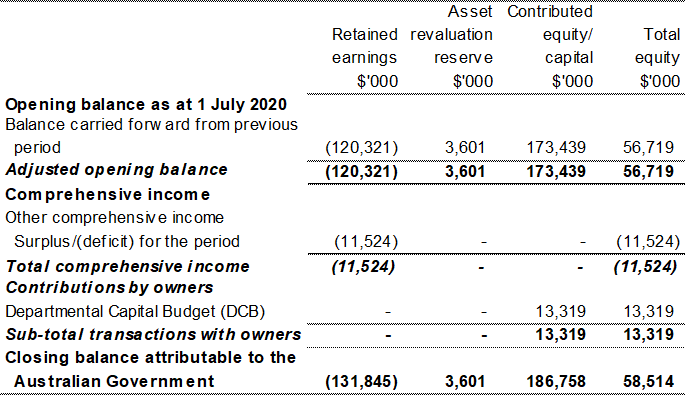 Asset Contributed
Retained revaluation equity/ Total
earnings reserve capital equity
$'000 $'000 $'000 $'000
Opening balance as at 1 July 2020
Balance carried forward from previous
period (120,321) 3,601 173,439 56,719
Adjusted opening balance (120,321) 3,601 173,439 56,719
Comprehensive income
Other comprehensive income
Surplus/(deficit) for the period (11,524) - - (11,524)
Total comprehensive income (11,524) - - (11,524)
Contributions by owners
Departmental Capital Budget (DCB) - - 13,319 13,319
Sub-total transactions with owners - - 13,319 13,319
Closing balance attributable to the
Australian Government (131,845) 3,601 186,758 58,514